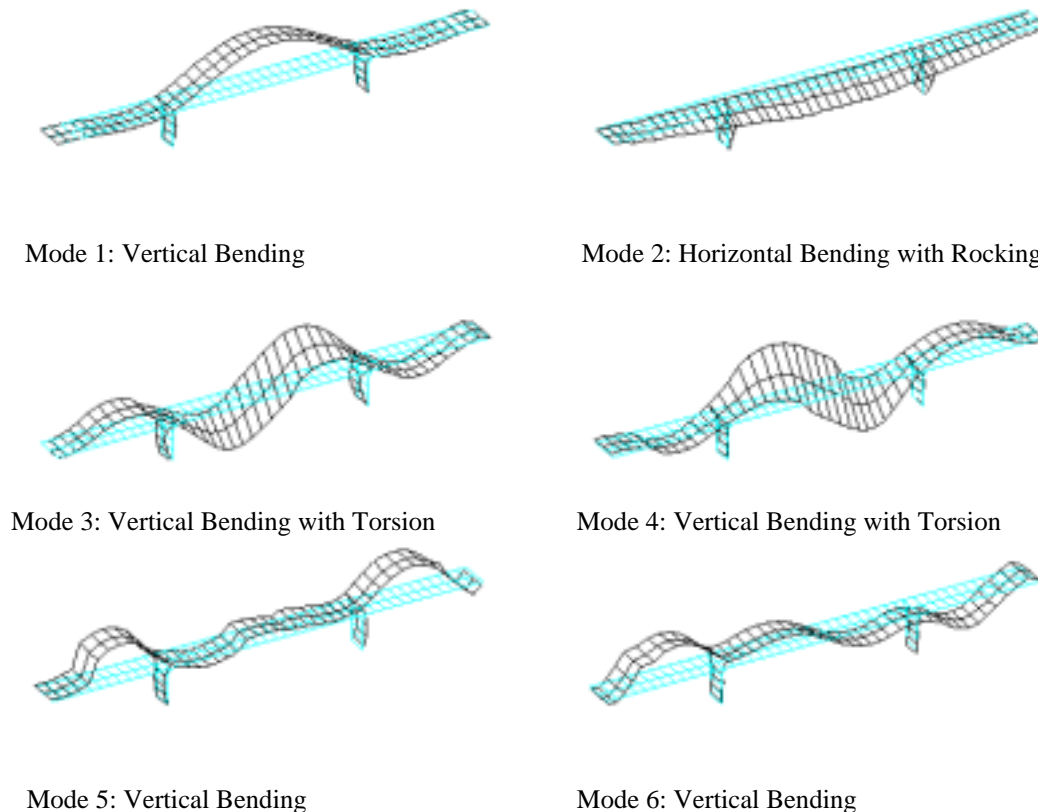 Mode 1: Vertical Bending
Mode 2: Horizontal Bending with Rocking
Mode 3: Vertical Bending with Torsion
Mode 4: Vertical Bending with Torsion
Mode 5: Vertical Bending
Mode 6: Vertical Bending